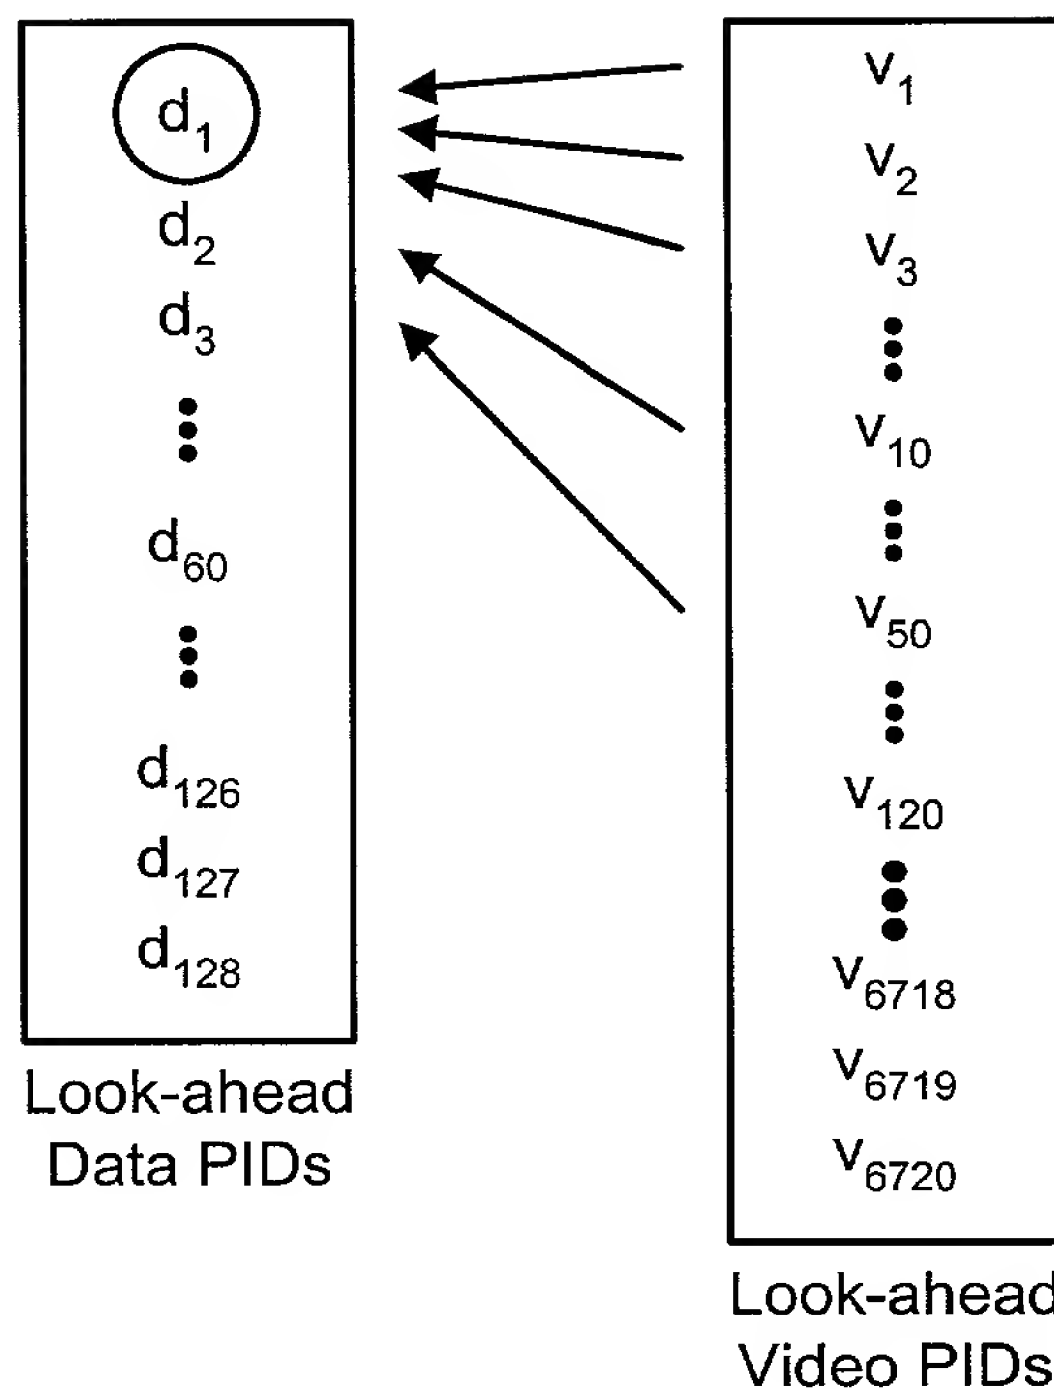 d₁
d₂
d₃
d₆₀
d₁₂₆
d₁₂₇
d₁₂₈
Look-ahead
Data PIDs
v₁
v₂
v₃
v₁₀
v₅₀
v₁₂₀
v₆₇₁₈
v₆₇₁₉
v₆₇₂₀
Look-ahead
Video PIDs